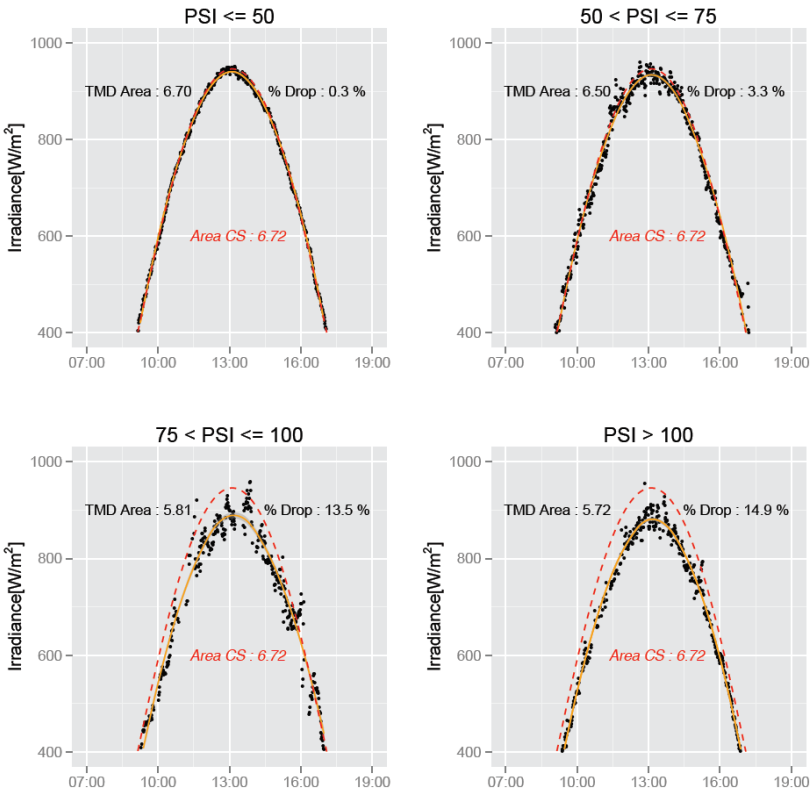 PSI <= 50
50 < PSI <= 75
1000
TMD Area : 6.70
% Drop : 0.3 %
800
600
Area CS : 6.72
400
Irradiance[W/m²]
07:00 10:00 13:00 16:00 19:00
1000
TMD Area : 6.50
% Drop : 3.3 %
800
600
Area CS : 6.72
400
Irradiance[W/m²]
07:00 10:00 13:00 16:00 19:00
75 < PSI <= 100
PSI > 100
1000
TMD Area : 5.81
% Drop : 13.5 %
800
600
Area CS : 6.72
400
Irradiance[W/m²]
07:00 10:00 13:00 16:00 19:00
1000
TMD Area : 5.72
% Drop : 14.9 %
800
600
Area CS : 6.72
400
Irradiance[W/m²]
07:00 10:00 13:00 16:00 19:00